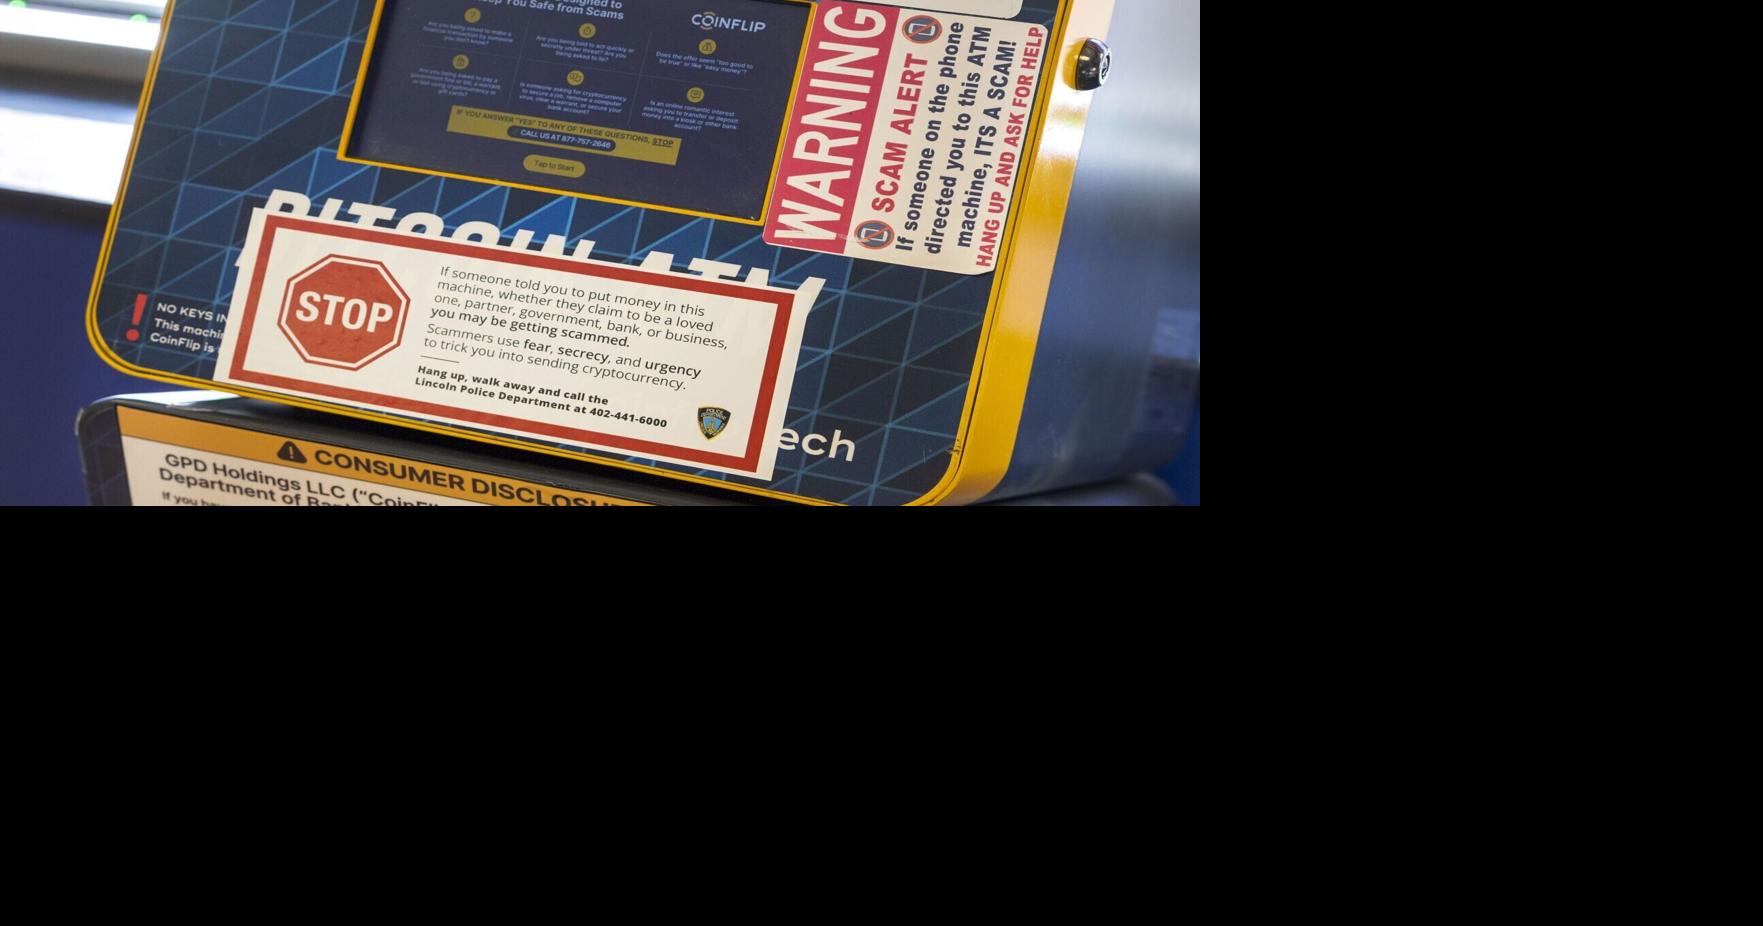 Designed to
Keep You Safe from Scams
COINFLIP
Are you being asked to make a
financial transaction by someone
you don't know?
Are you being told to act quickly or
secretly under threat? Are you
being asked to lie?
Does the offer seem "too good to
be true" or like "easy money"?
Are you being asked to pay a
government fine or bill, a warrant,
or fees using cryptocurrency or
gift cards?
Is someone asking for cryptocurrency
to secure a job, remove a computer
virus, clear a warrant, or secure your
bank account?
Is an online romantic interest
asking you to transfer or deposit
money into a kiosk or other bank
account?
IF YOU ANSWER "YES" TO ANY OF THESE QUESTIONS, STOP
CALL US AT 877-757-2646
Tap to Start
WARNING
SCAM ALERT
If someone on the phone
directed you to this ATM
machine, ITS A SCAM!
HANG UP AND ASK FOR HELP
BITCOIN ATM
NO KEYS IN
This machin
CoinFlip is
STOP
If someone told you to put money in this
machine, whether they claim to be a loved
one, partner, government, bank, or business,
you may be getting scammed.
Scammers use fear, secrecy, and urgency
to trick you into sending cryptocurrency.
Hang up, walk away and call the
Lincoln Police Department at 402-441-6000
POLICE
ech
CONSUMER DISCLOSU
GPD Holdings LLC ("CoinFli
Department of Ban
If you ha